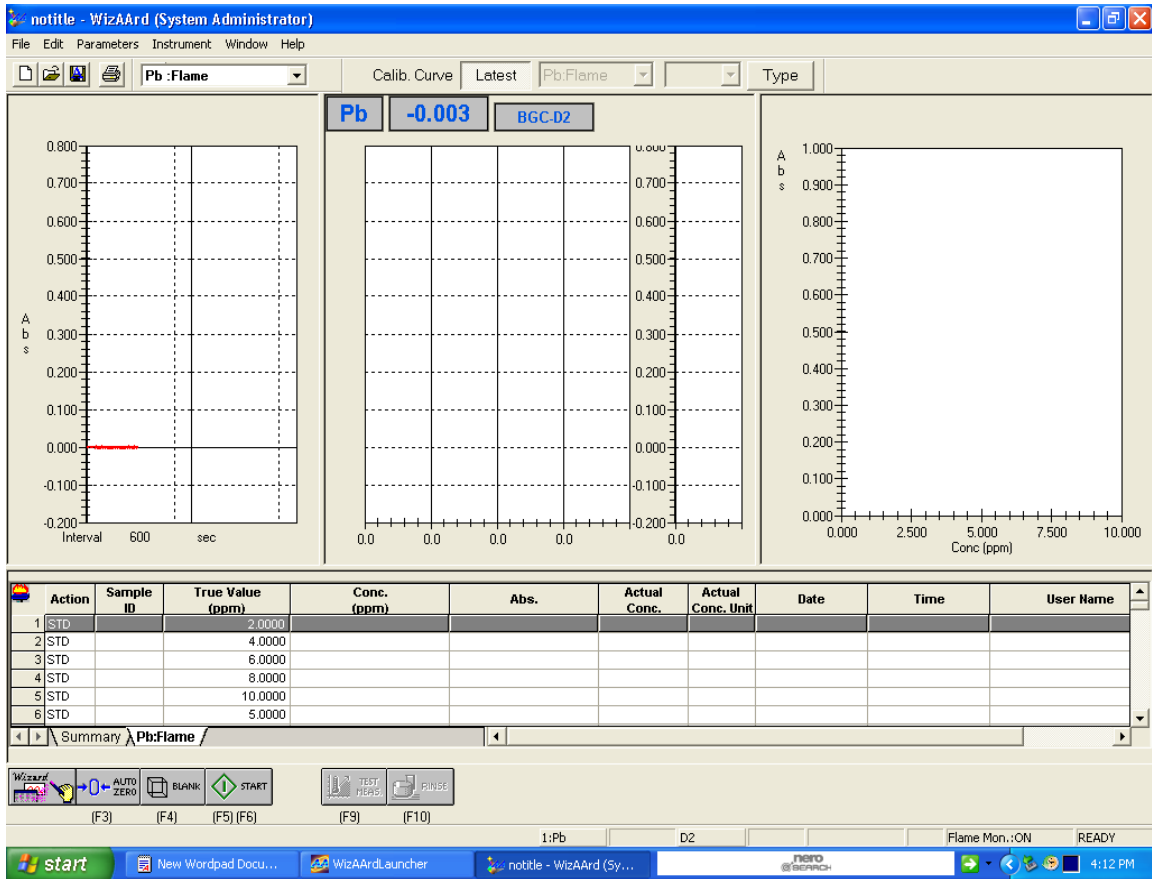 notitle - WizAArd (System Administrator)
File Edit Parameters Instrument Window Help
Pb :Flame Calib. Curve Latest Pb:Flame Type
Pb -0.003 BGC-D2
Abs
0.800
0.700
0.600
0.500
0.400
0.300
0.200
0.100
0.000
-0.100
-0.200
Interval 600 sec
0.800
0.700
0.600
0.500
0.400
0.300
0.200
0.100
0.000
-0.100
-0.200
0.0 0.0 0.0 0.0 0.0
Abs
1.000
0.900
0.800
0.700
0.600
0.500
0.400
0.300
0.200
0.100
0.000
0.000 2.500 5.000 7.500 10.000
Conc (ppm)
Action Sample ID True Value (ppm) Conc. (ppm) Abs. Actual Conc. Actual Conc. Unit Date Time User Name
1 STD 2.0000
2 STD 4.0000
3 STD 6.0000
4 STD 8.0000
5 STD 10.0000
6 STD 5.0000
Summary Pb:Flame
Wizard AUTO ZERO BLANK START TEST MEAS. RINSE
(F3) (F4) (F5) (F6) (F9) (F10)
1:Pb D2 Flame Mon.:ON READY
start New Wordpad Docu... WizAArdLauncher notitle - WizAArd (Sy... nero SEARCH 4:12 PM